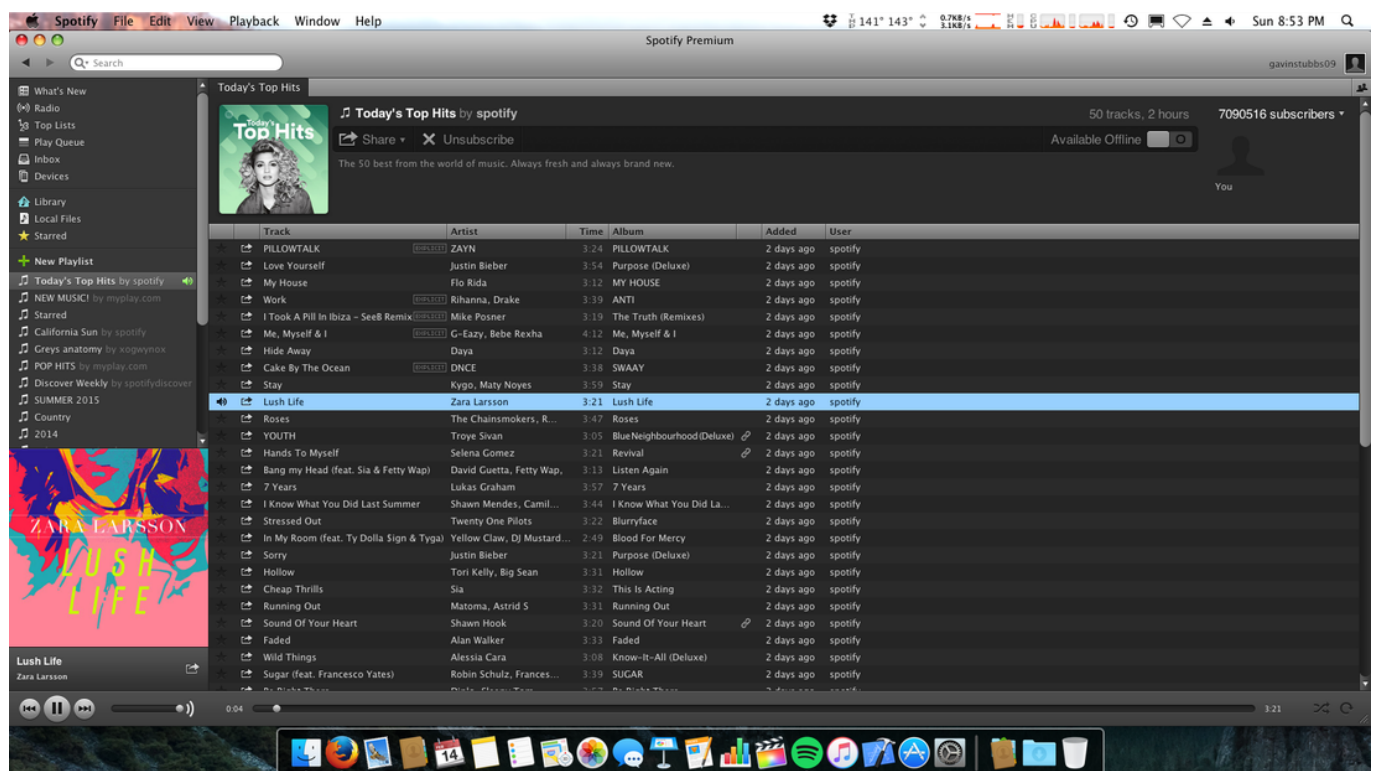 Spotify File Edit View Playback Window Help 141° 143° 0.7KB/s 3.1KB/s Sun 8:53 PM
Spotify Premium
Search gavinstubbs09
What's New
Radio
Top Lists
Play Queue
Inbox
Devices
Library
Local Files
Starred
New Playlist
Today's Top Hits by spotify
NEW MUSIC! by myplay.com
Starred
California Sun by spotify
Greys anatomy by xogwynox
POP HITS by myplay.com
Discover Weekly by spotifydiscover
SUMMER 2015
Country
2014
ZARA LARSSON
LUSH
LIFE
Lush Life
Zara Larsson
Today's Top Hits
Today's
Top Hits
Today's Top Hits by spotify 50 tracks, 2 hours 7090516 subscribers
Share Unsubscribe Available Offline
The 50 best from the world of music. Always fresh and always brand new.
You
Track Artist Time Album Added User
PILLOWTALK EXPLICIT ZAYN 3:24 PILLOWTALK 2 days ago spotify
Love Yourself Justin Bieber 3:54 Purpose (Deluxe) 2 days ago spotify
My House Flo Rida 3:12 MY HOUSE 2 days ago spotify
Work EXPLICIT Rihanna, Drake 3:39 ANTI 2 days ago spotify
I Took A Pill In Ibiza – SeeB Remix EXPLICIT Mike Posner 3:19 The Truth (Remixes) 2 days ago spotify
Me, Myself & I EXPLICIT G-Eazy, Bebe Rexha 4:12 Me, Myself & I 2 days ago spotify
Hide Away Daya 3:12 Daya 2 days ago spotify
Cake By The Ocean EXPLICIT DNCE 3:38 SWAAY 2 days ago spotify
Stay Kygo, Maty Noyes 3:59 Stay 2 days ago spotify
Lush Life Zara Larsson 3:21 Lush Life 2 days ago spotify
Roses The Chainsmokers, R... 3:47 Roses 2 days ago spotify
YOUTH Troye Sivan 3:05 Blue Neighbourhood (Deluxe) 2 days ago spotify
Hands To Myself Selena Gomez 3:21 Revival 2 days ago spotify
Bang my Head (feat. Sia & Fetty Wap) David Guetta, Fetty Wap, 3:13 Listen Again 2 days ago spotify
7 Years Lukas Graham 3:57 7 Years 2 days ago spotify
I Know What You Did Last Summer Shawn Mendes, Camil... 3:44 I Know What You Did La... 2 days ago spotify
Stressed Out Twenty One Pilots 3:22 Blurryface 2 days ago spotify
In My Room (feat. Ty Dolla $ign & Tyga) Yellow Claw, DJ Mustard... 2:49 Blood For Mercy 2 days ago spotify
Sorry Justin Bieber 3:21 Purpose (Deluxe) 2 days ago spotify
Hollow Tori Kelly, Big Sean 3:31 Hollow 2 days ago spotify
Cheap Thrills Sia 3:32 This Is Acting 2 days ago spotify
Running Out Matoma, Astrid S 3:31 Running Out 2 days ago spotify
Sound Of Your Heart Shawn Hook 3:20 Sound Of Your Heart 2 days ago spotify
Faded Alan Walker 3:33 Faded 2 days ago spotify
Wild Things Alessia Cara 3:08 Know-It-All (Deluxe) 2 days ago spotify
Sugar (feat. Francesco Yates) Robin Schulz, Frances... 3:39 SUGAR 2 days ago spotify
0:04 3:21
14